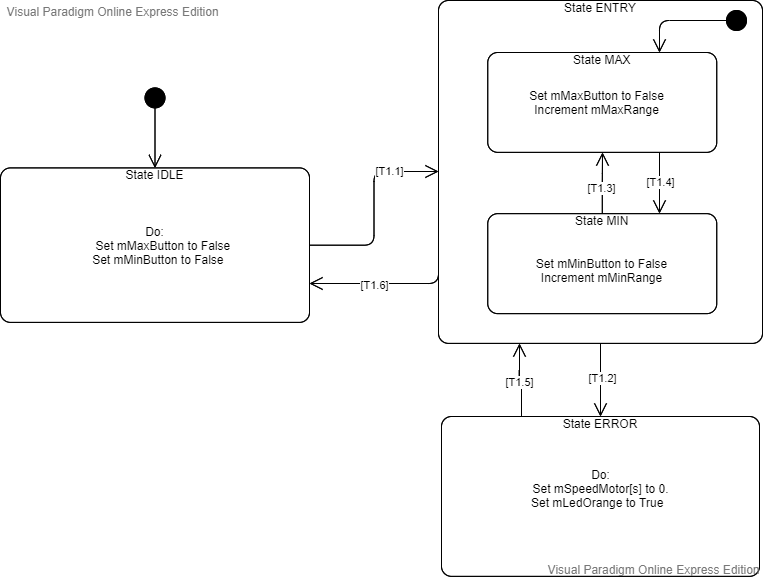 Visual Paradigm Online Express Edition
State ENTRY
State MAX
Set mMaxButton to False
Increment mMaxRange
[T1.3]
[T1.4]
State MIN
Set mMinButton to False
Increment mMinRange
State IDLE
Do:
Set mMaxButton to False
Set mMinButton to False
[T1.1]
[T1.6]
[T1.5]
[T1.2]
State ERROR
Do:
Set mSpeedMotor[s] to 0.
Set mLedOrange to True
Visual Paradigm Online Express Edition